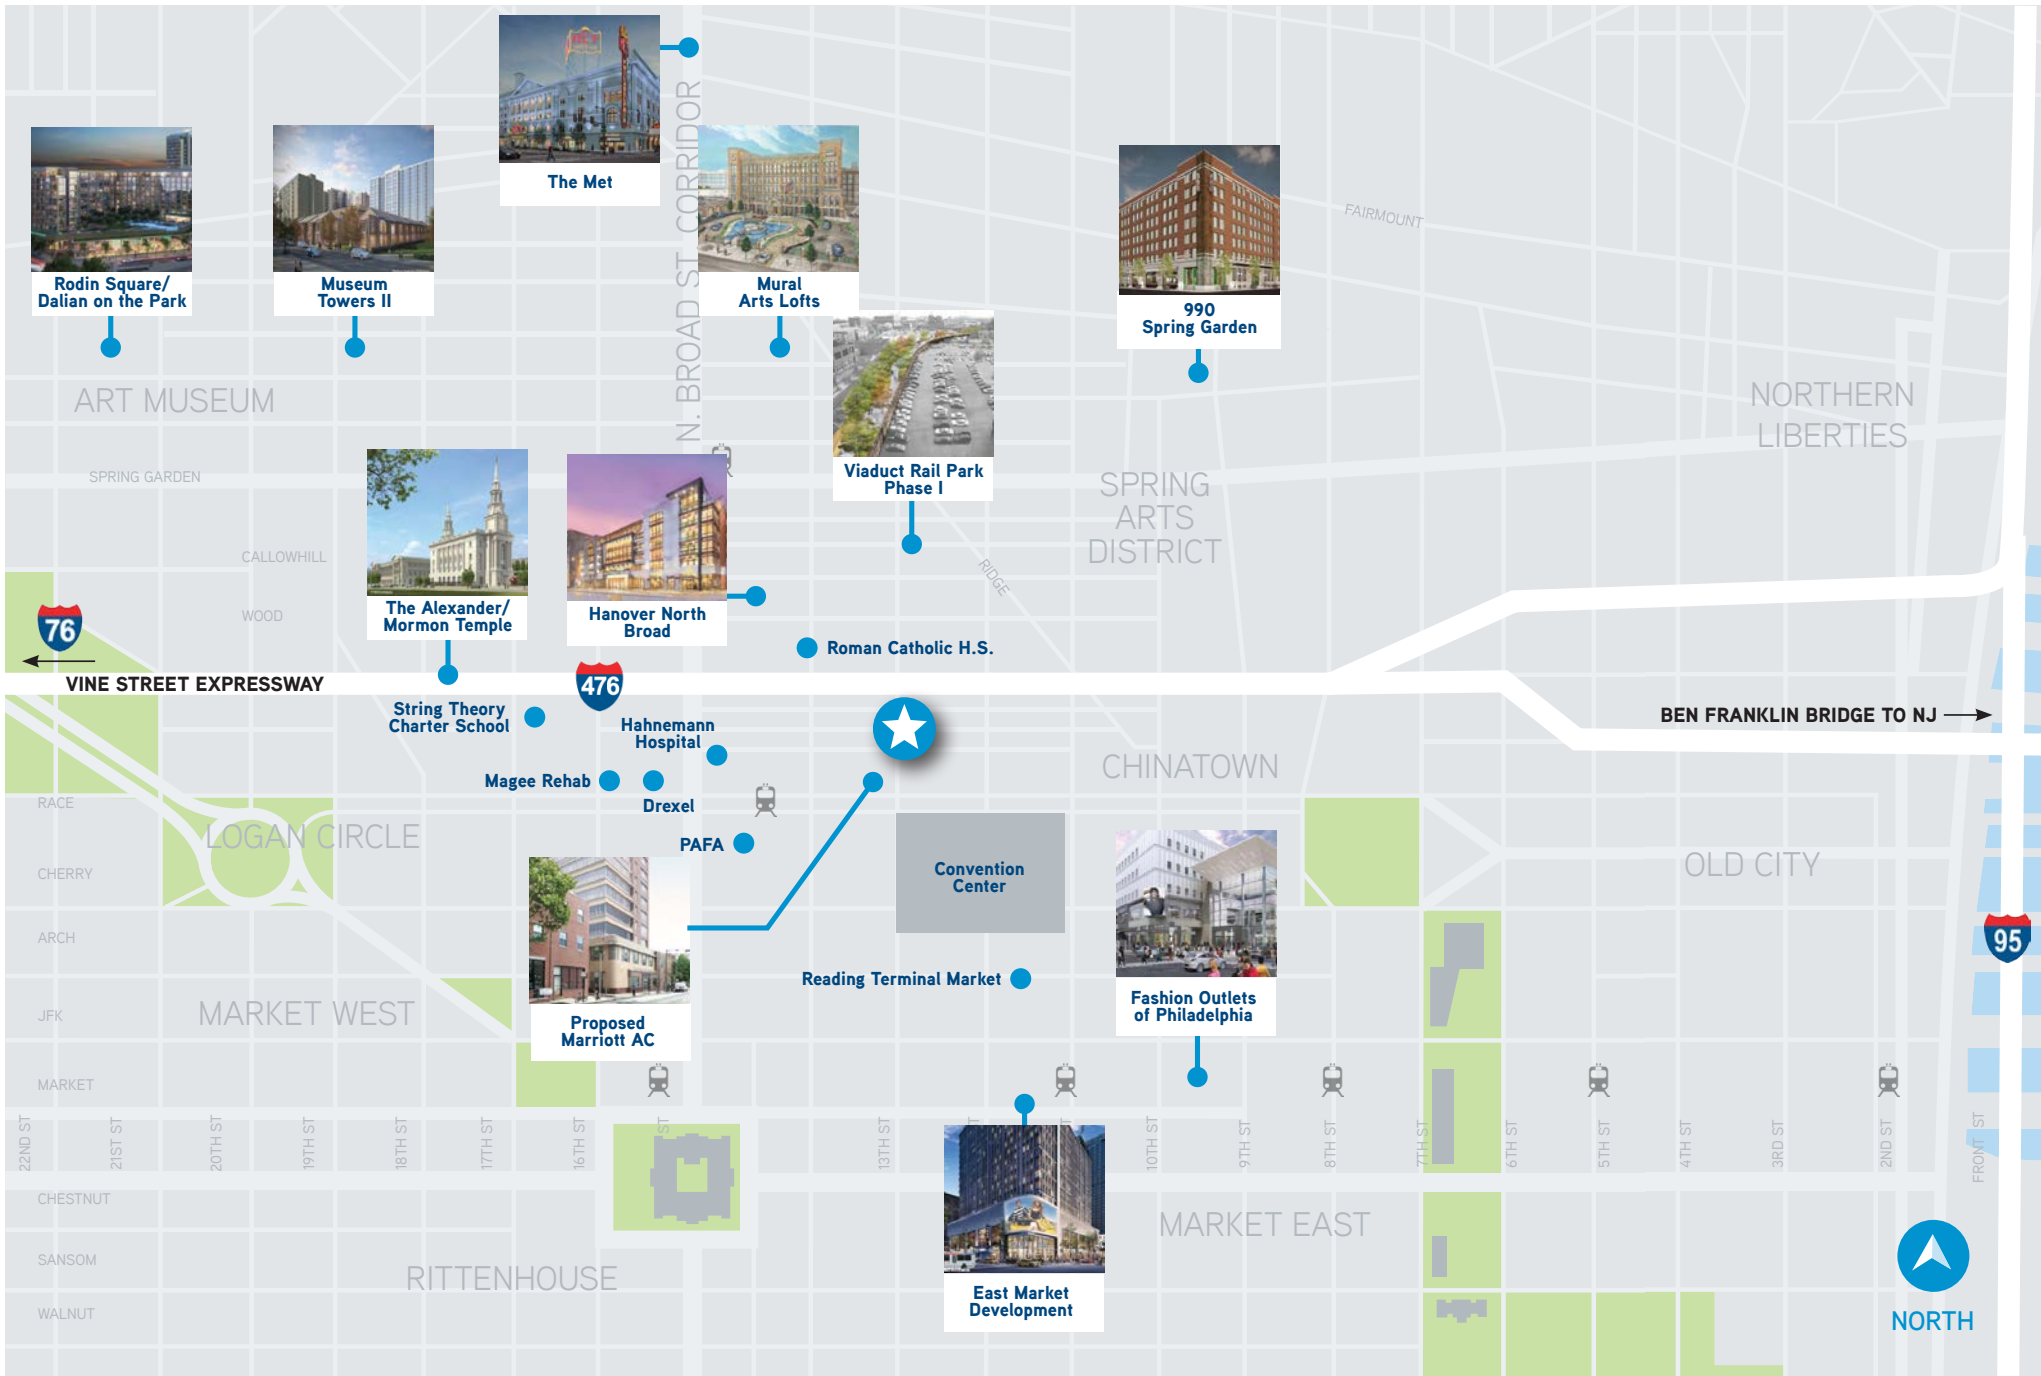 The Met
N. BROAD ST CORRIDOR
Rodin Square/
Dalian on the Park
Museum
Towers II
Mural
Arts Lofts
990
Spring Garden
FAIRMOUNT
ART MUSEUM
NORTHERN
LIBERTIES
SPRING GARDEN
Viaduct Rail Park
Phase I
SPRING
ARTS
DISTRICT
CALLOWHILL
WOOD
RIDGE
The Alexander/
Mormon Temple
Hanover North
Broad
76
Roman Catholic H.S.
VINE STREET EXPRESSWAY
476
String Theory
Charter School
Hahnemann
Hospital
BEN FRANKLIN BRIDGE TO NJ
CHINATOWN
Magee Rehab
Drexel
RACE
LOGAN CIRCLE
PAFA
CHERRY
Convention
Center
OLD CITY
ARCH
95
Reading Terminal Market
Fashion Outlets
of Philadelphia
MARKET WEST
JFK
Proposed
Marriott AC
MARKET
22ND ST
21ST ST
20TH ST
19TH ST
18TH ST
17TH ST
16TH ST
ST
13TH ST
10TH ST
9TH ST
8TH ST
7TH ST
6TH ST
5TH ST
4TH ST
3RD ST
2ND ST
FRONT ST
CHESTNUT
MARKET EAST
SANSOM
RITTENHOUSE
East Market
Development
WALNUT
NORTH